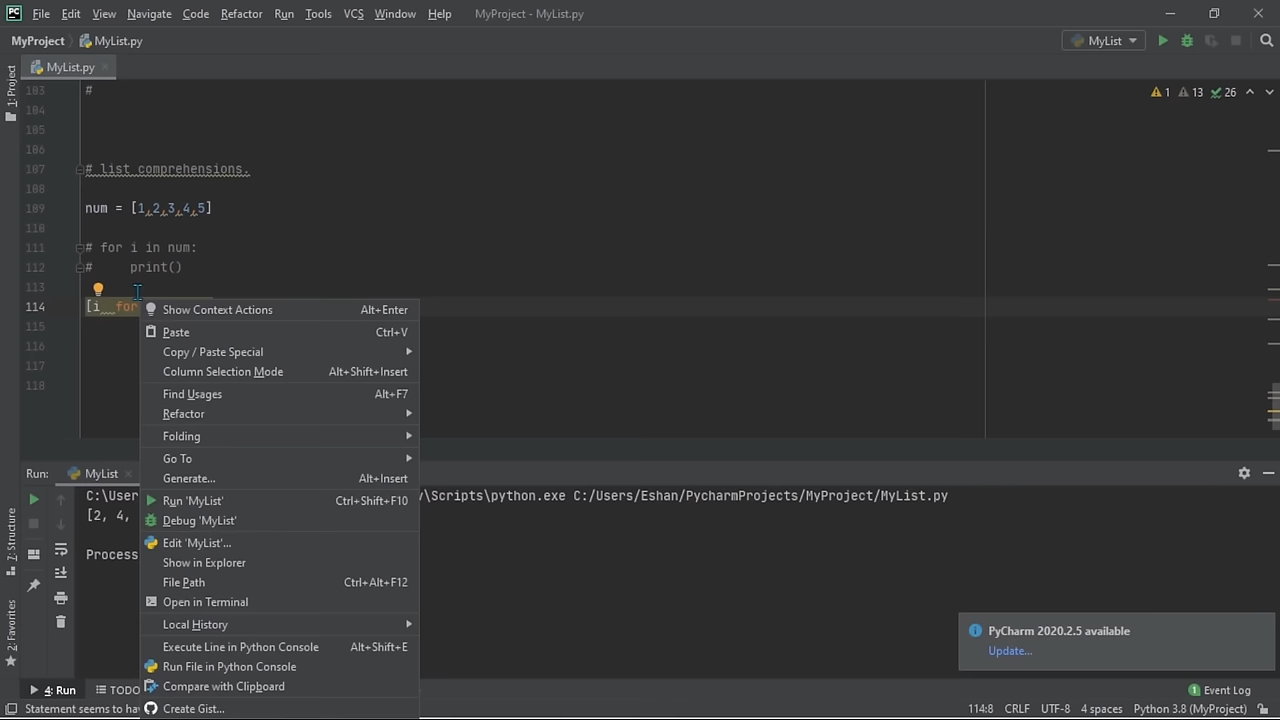 PC File Edit View Navigate Code Refactor Run Tools VCS Window Help MyProject - MyList.py
MyProject MyList.py MyList
1: Project MyList.py
103 #
1 13 26
104
105
106
107 # list comprehensions.
108
109 num = [1,2,3,4,5]
110
111 # for i in num:
112 #     print()
113
114 [i  for
115
116
117
118
Show Context Actions Alt+Enter
Paste Ctrl+V
Copy / Paste Special
Column Selection Mode Alt+Shift+Insert
Find Usages Alt+F7
Refactor
Folding
Go To
Generate... Alt+Insert
Run 'MyList' Ctrl+Shift+F10
Debug 'MyList'
Edit 'MyList'...
Show in Explorer
File Path Ctrl+Alt+F12
Open in Terminal
Local History
Execute Line in Python Console Alt+Shift+E
Run File in Python Console
Compare with Clipboard
Create Gist...
Run: MyList
C:\User \Scripts\python.exe C:/Users/Eshan/PycharmProjects/MyProject/MyList.py
[2, 4,
Process
7: Structure
2: Favorites
PyCharm 2020.2.5 available
Update...
4: Run TODO 1 Event Log
Statement seems to ha 114:8 CRLF UTF-8 4 spaces Python 3.8 (MyProject)